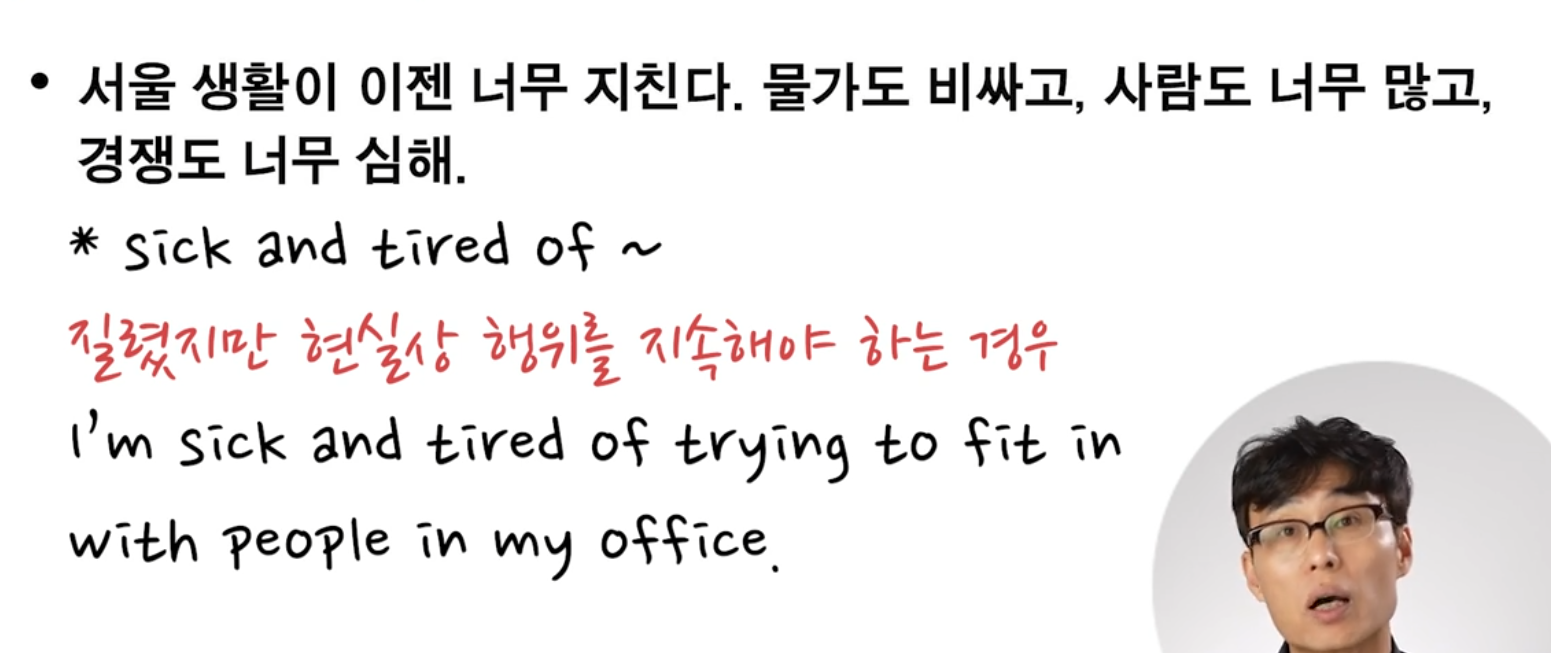 • 서울 생활이 이젠 너무 지친다. 물가도 비싸고, 사람도 너무 많고,
경쟁도 너무 심해.
* sick and tired of ~
질렸지만 현실상 행위를 지속해야 하는 경우
I'm sick and tired of trying to fit in
with people in my office.